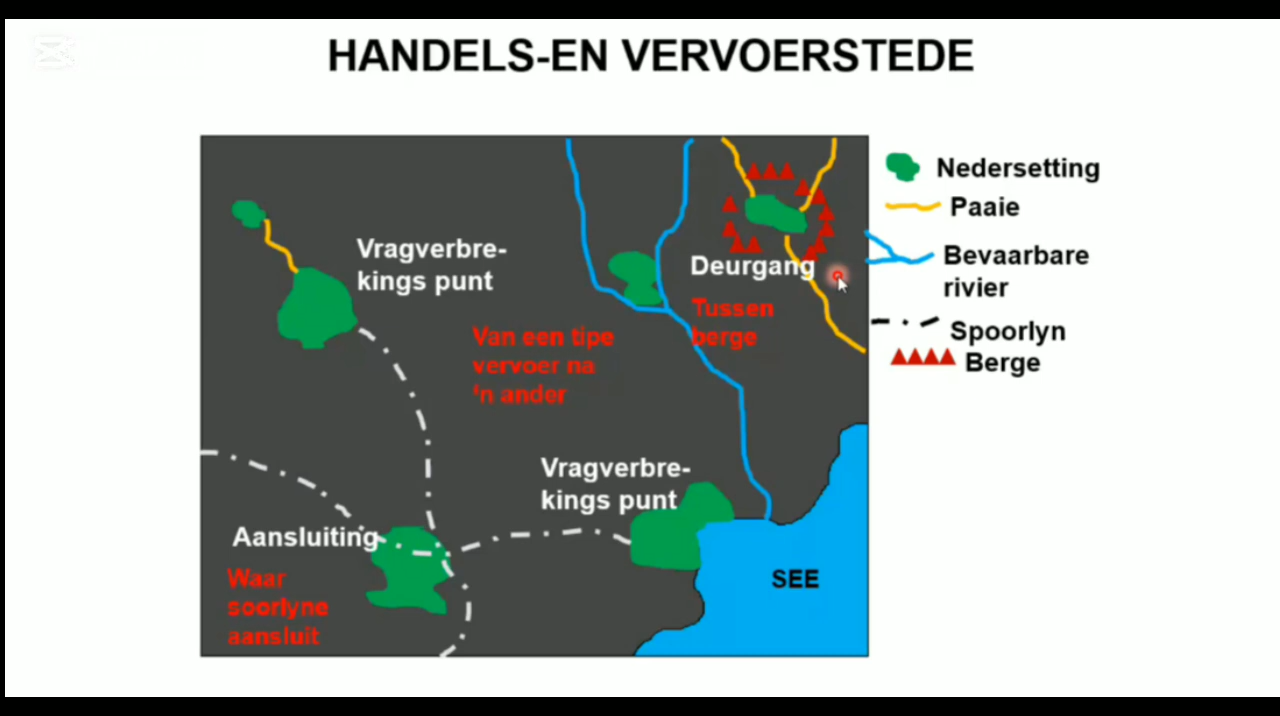 HANDELS-EN VERVOERSTEDE
Nedersetting
Paaie
Bevaarbare
rivier
Spoorlyn
Berge
Vragverbre-
kings punt
Deurgang
Tussen
berge
Van een tipe
vervoer na
'n ander
Vragverbre-
kings punt
Aansluiting
Waar
soorlyne
aansluit
SEE